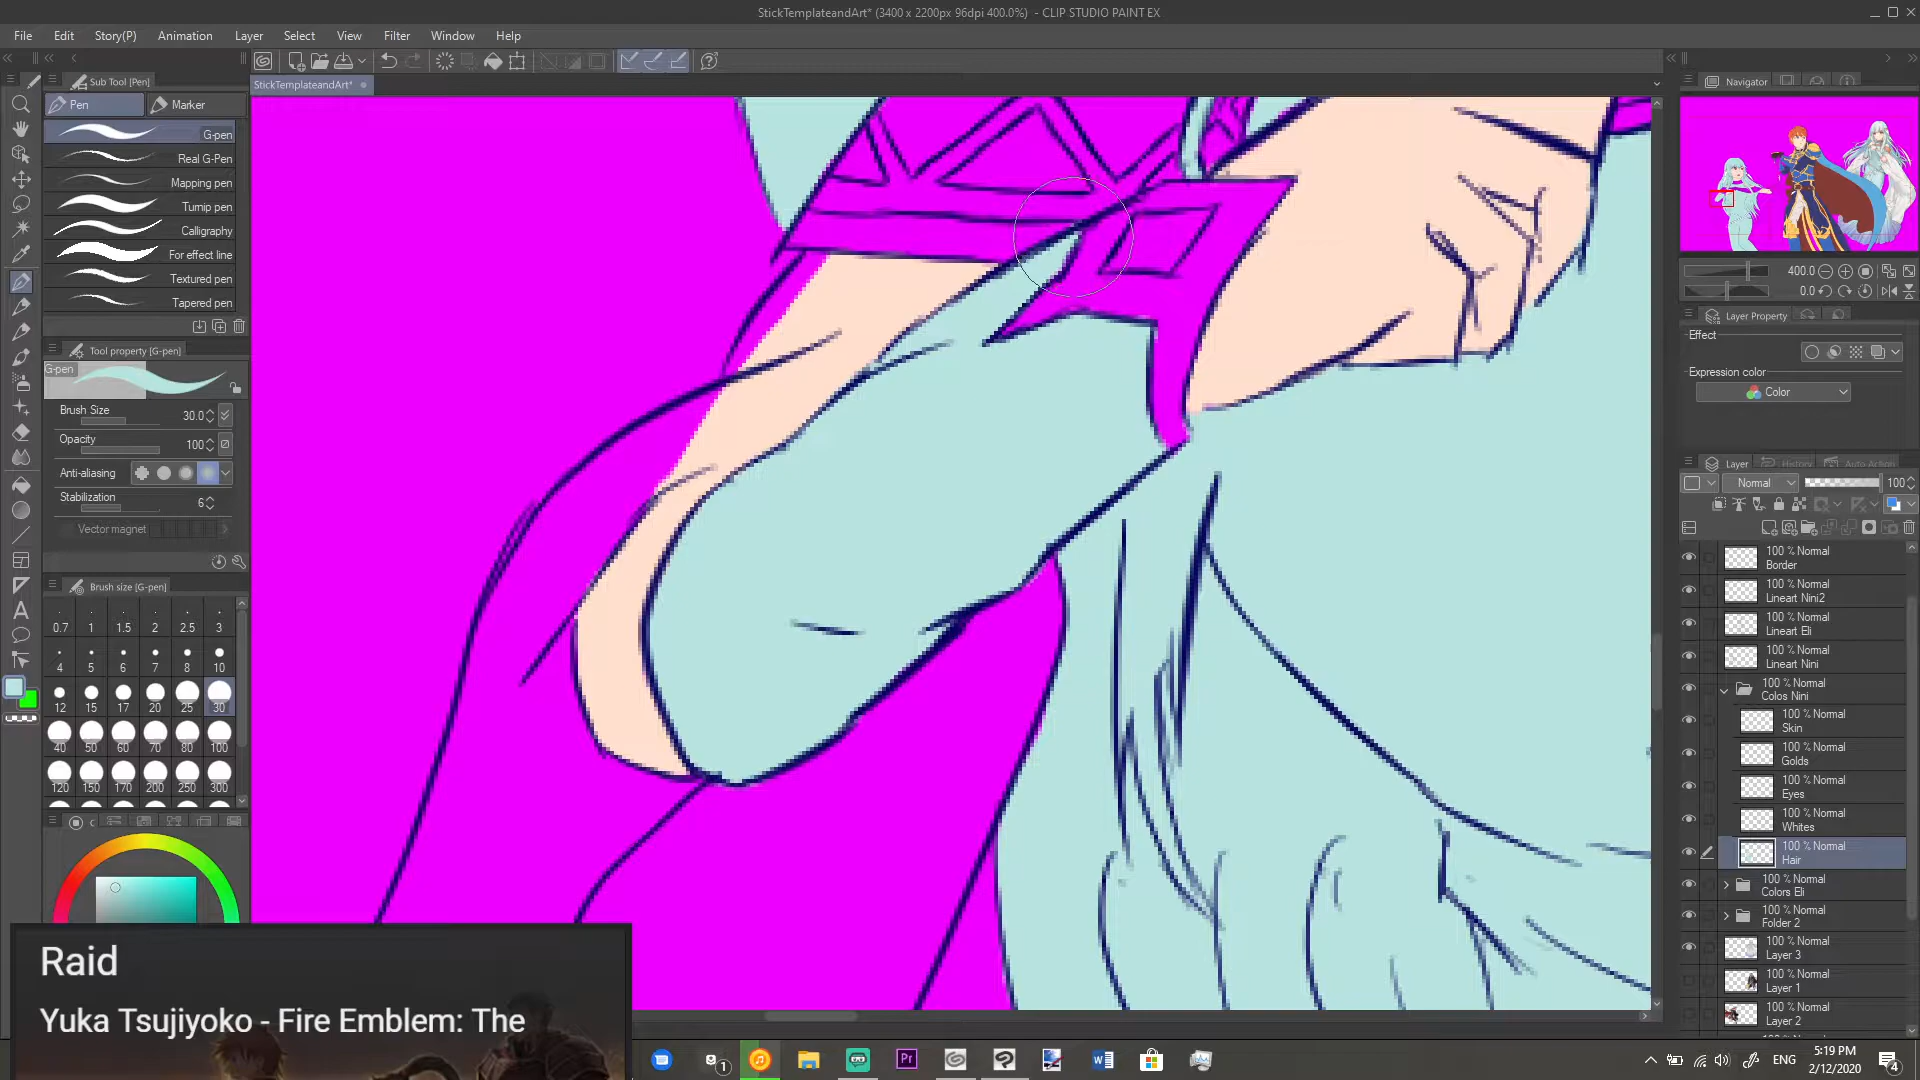 StickTemplateandArt* (3400 x 2200px 96dpi 400.0%) - CLIP STUDIO PAINT EX
File Edit Story(P) Animation Layer Select View Filter Window Help
Sub Tool [Pen]
StickTemplateandArt*
Navigator
Pen Marker
G-pen
Real G-Pen
Mapping pen
Turnip pen
Calligraphy
For effect line
Textured pen
Tapered pen
Tool property [G-pen]
G-pen
Brush Size 30.0
Opacity 100
Anti-aliasing
Stabilization 6
Vector magnet
Brush size [G-pen]
0.7 1 1.5 2 2.5 3
4 5 6 7 8 10
12 15 17 20 25 30
40 50 60 70 80 100
120 150 170 200 250 300
400.0
0.0
Layer Property
Effect
Expression color
Color
Layer History Auto Action
Normal 100
100 % Normal
Border
100 % Normal
Lineart Nini2
100 % Normal
Lineart Eli
100 % Normal
Lineart Nini
100 % Normal
Colos Nini
100 % Normal
Skin
100 % Normal
Golds
100 % Normal
Eyes
100 % Normal
Whites
100 % Normal
Hair
100 % Normal
Colors Eli
100 % Normal
Folder 2
100 % Normal
Layer 3
100 % Normal
Layer 1
100 % Normal
Layer 2
Raid
Yuka Tsujiyoko - Fire Emblem: The
1
Pr
ENG
5:19 PM
2/12/2020
4